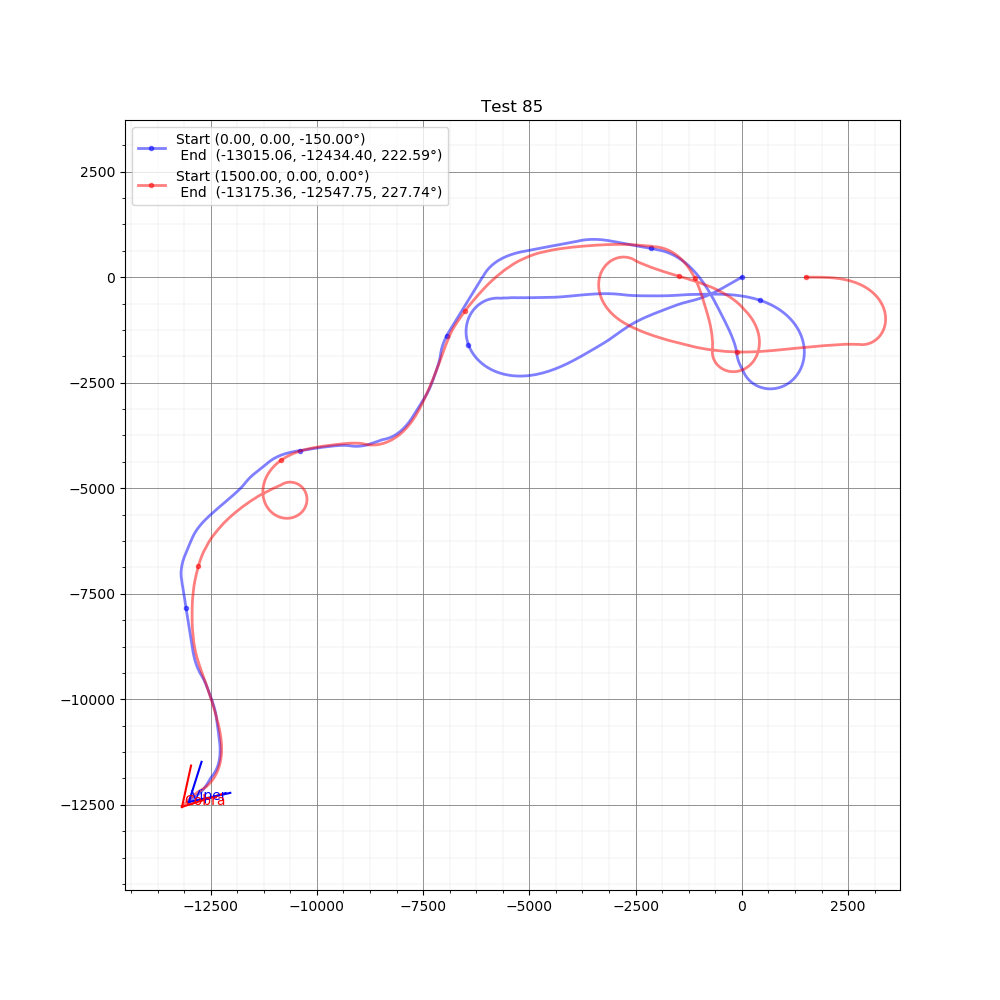 Test 85
Start (0.00, 0.00, -150.00°)
End (-13015.06, -12434.40, 222.59°)
Start (1500.00, 0.00, 0.00°)
End (-13175.36, -12547.75, 227.74°)
2500
0
−2500
−5000
−7500
−10000
−12500
viper
cobra
−12500
−10000
−7500
−5000
−2500
0
2500